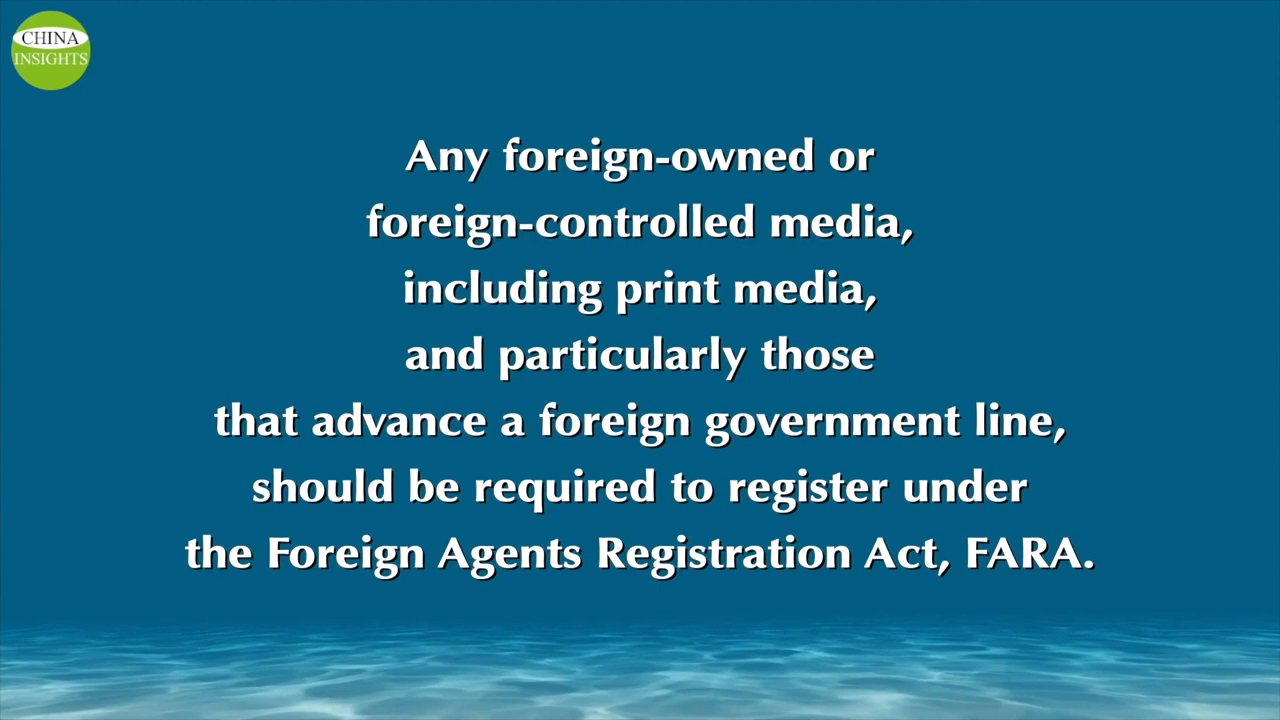 CHINA
INSIGHTS
Any foreign-owned or
foreign-controlled media,
including print media,
and particularly those
that advance a foreign government line,
should be required to register under
the Foreign Agents Registration Act, FARA.